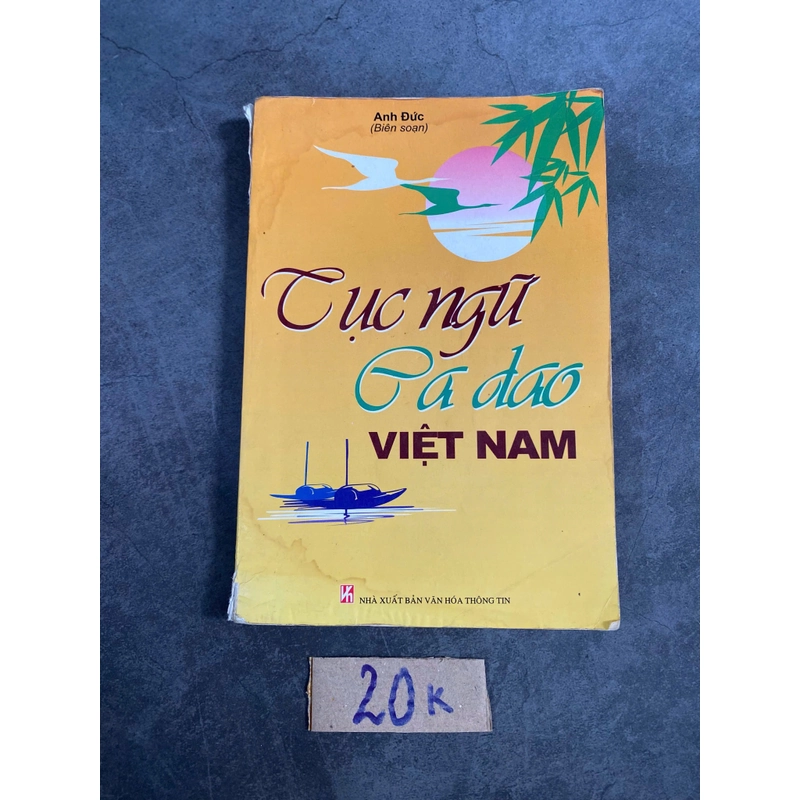 Anh Đức
(Biên soạn)
Tục ngữ
Ca dao
VIỆT NAM
NHÀ XUẤT BẢN VĂN HÓA THÔNG TIN
20K